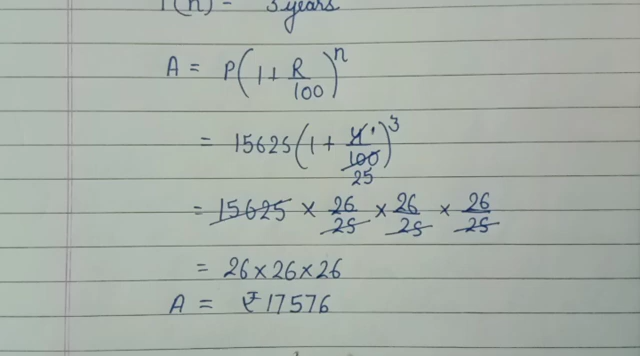 T(n) = 3 years
A = P(1 + R/100)^n
= 15625(1 + 4 1/100 25)^3
= 15625 × 26/25 × 26/25 × 26/25
= 26×26×26
A = ₹17576